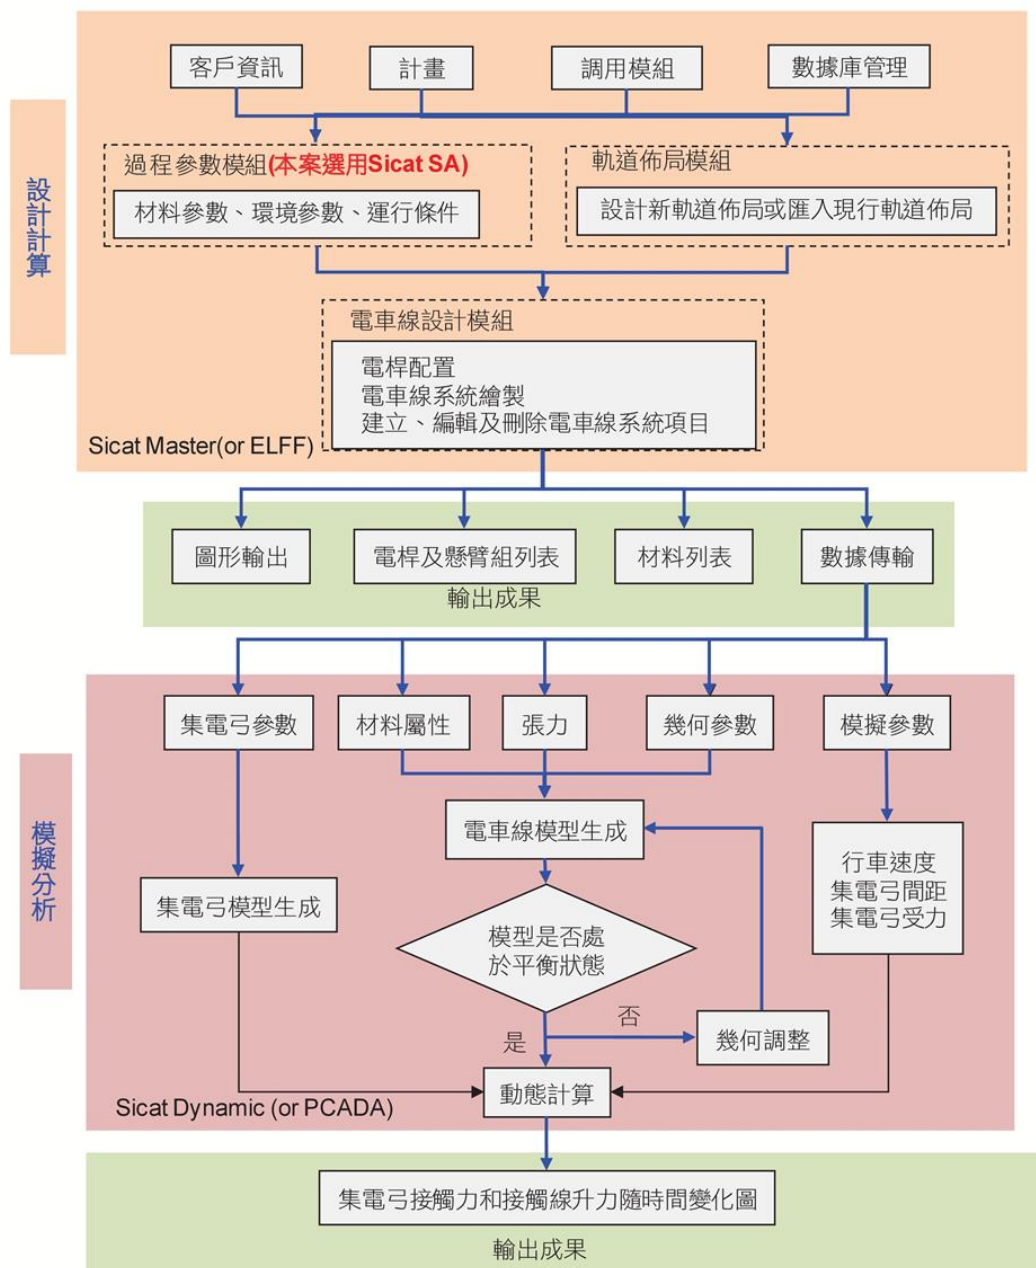 客戶資訊
計畫
調用模組
數據庫管理
設計計算
過程參數模組(本案選用Sicat SA)
材料參數、環境參數、運行條件
軌道佈局模組
設計新軌道佈局或匯入現行軌道佈局
電車線設計模組
電桿配置
電車線系統繪製
建立、編輯及刪除電車線系統項目
Sicat Master(or ELFF)
圖形輸出
電桿及懸臂組列表
材料列表
數據傳輸
輸出成果
模擬分析
集電弓參數
材料屬性
張力
幾何參數
模擬參數
電車線模型生成
行車速度
集電弓間距
集電弓受力
集電弓模型生成
模型是否處
於平衡狀態
否
是
幾何調整
動態計算
Sicat Dynamic (or PCADA)
集電弓接觸力和接觸線升力隨時間變化圖
輸出成果